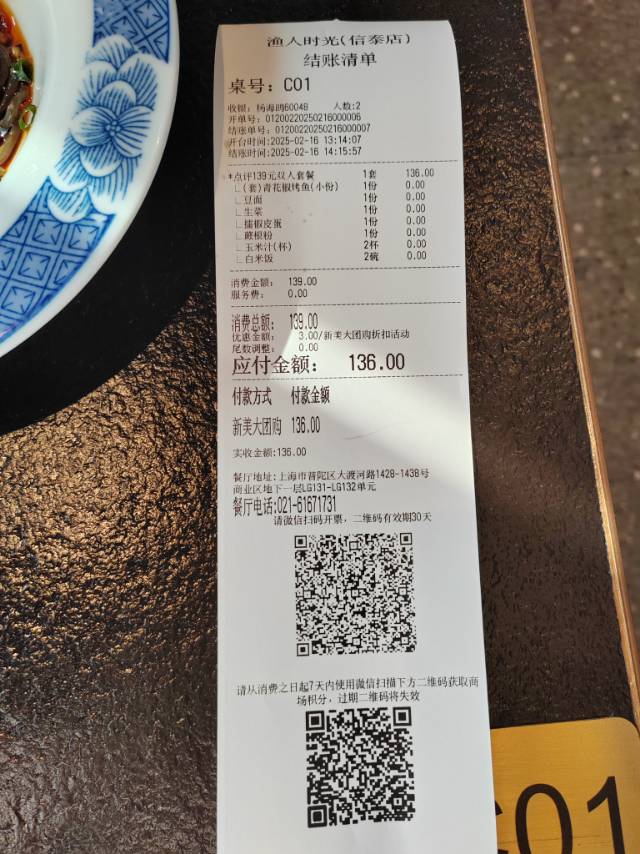 渔人时光(信泰店)
结账清单
桌号：C01
收银：杨海鸥60048 人数:2
开单号：01200220250216000006
结账单号：01200220250216000007
开台时间:2025-02-16 13:14:07
结账时间:2025-02-16 14:15:57
*点评139元双人套餐 1套 136.00
└(套)青花椒烤鱼(小份) 1份 0.00
└豆面 1份 0.00
└生菜 1份 0.00
└擂椒皮蛋 1份 0.00
└蕨根粉 1份 0.00
└玉米汁(杯) 2杯 0.00
└白米饭 2碗 0.00
消费金额： 139.00
服务费： 0.00
消费总额： 139.00
优惠金额： 3.00/新美大团购折扣活动
尾数调整： 0.00
应付金额： 136.00
付款方式 付款金额
新美大团购 136.00
实收金额:136.00
餐厅地址:上海市普陀区大渡河路1428-1438号
商业区地下一层LG131-LG132单元
餐厅电话:021-61671731
请微信扫码开票，二维码有效期30天
请从消费之日起7天内使用微信扫描下方二维码获取商
场积分，过期二维码将失效
C01